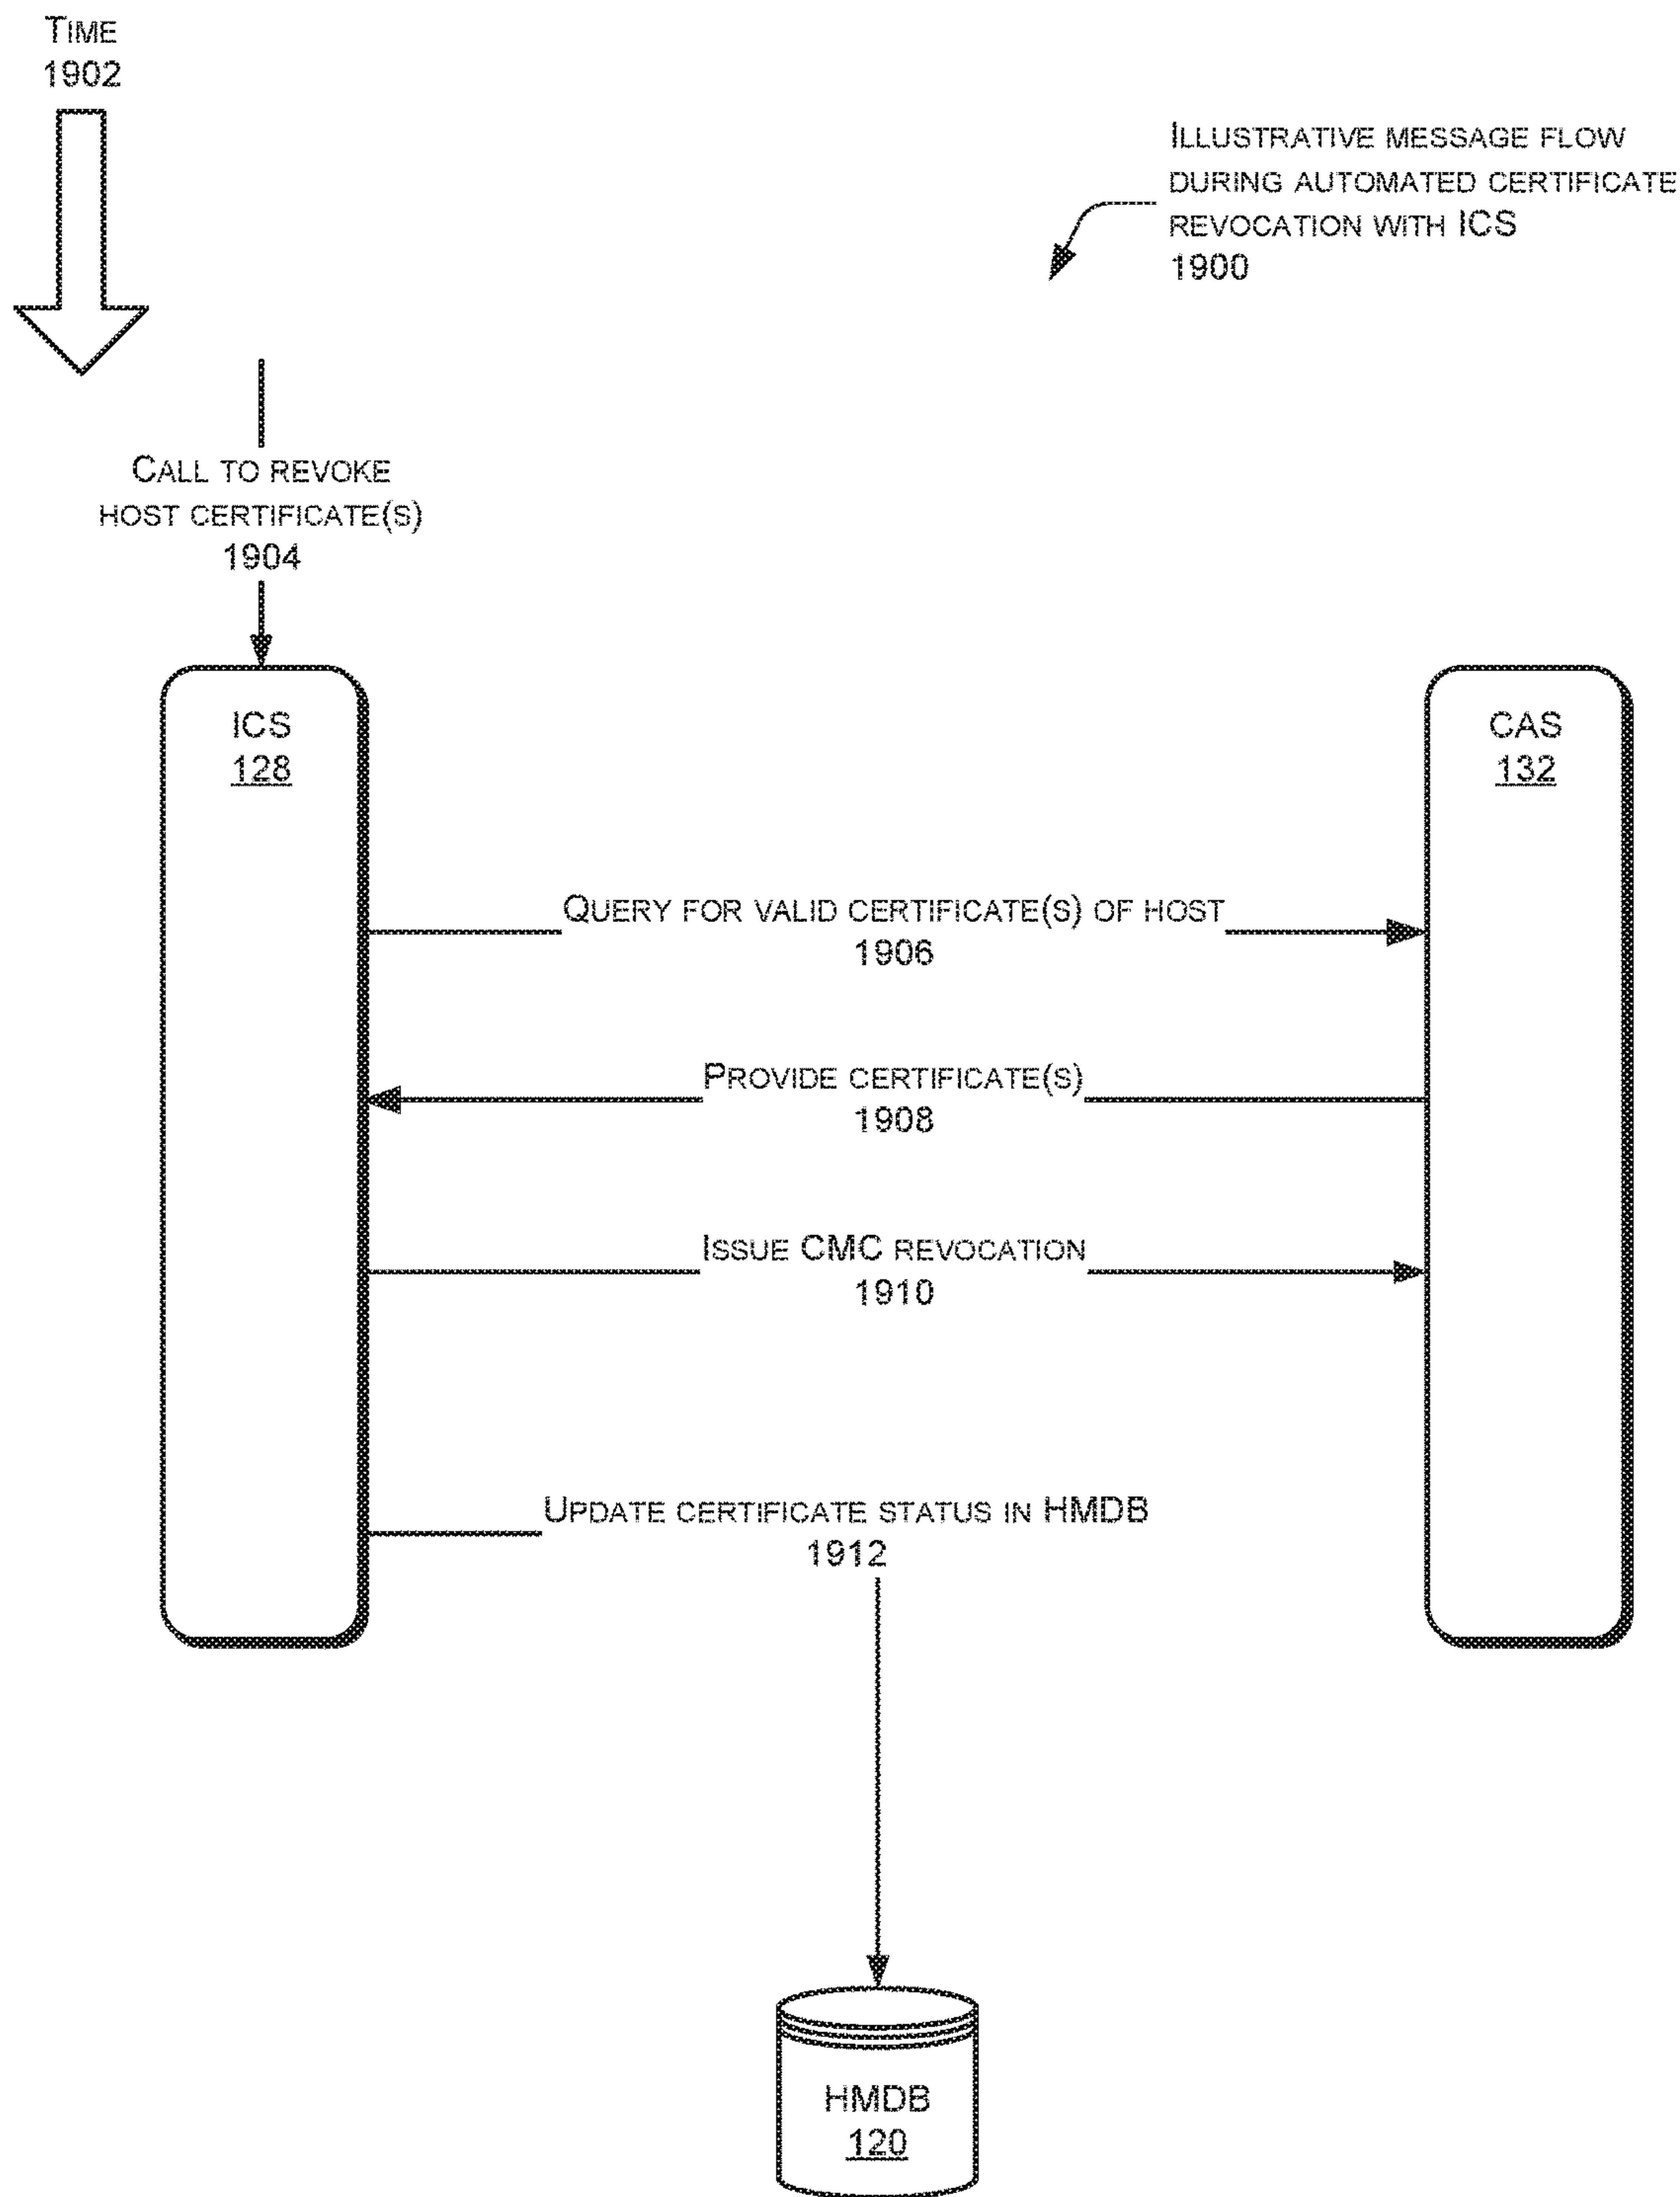 TIME
1902
ILLUSTRATIVE MESSAGE FLOW
DURING AUTOMATED CERTIFICATE
REVOCATION WITH ICS
1900
CALL TO REVOKE
HOST CERTIFICATE(S)
1904
ICS
128
CAS
132
QUERY FOR VALID CERTIFICATE(S) OF HOST
1906
PROVIDE CERTIFICATE(S)
1908
ISSUE CMC REVOCATION
1910
UPDATE CERTIFICATE STATUS IN HMDB
1912
HMDB
120